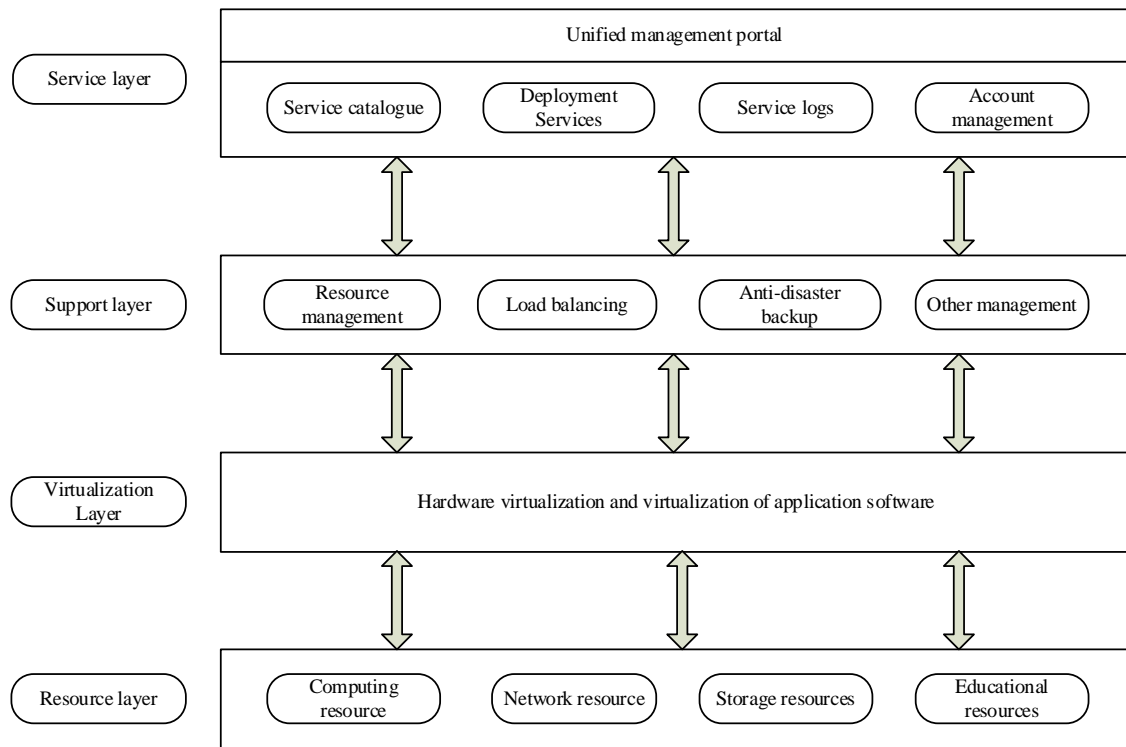 Unified management portal
Service layer
Service catalogue
Deployment
Services
Service logs
Account
management
Support layer
Resource
management
Load balancing
Anti-disaster
backup
Other management
Virtualization
Layer
Hardware virtualization and virtualization of application software
Resource layer
Computing
resource
Network resource
Storage resources
Educational
resources